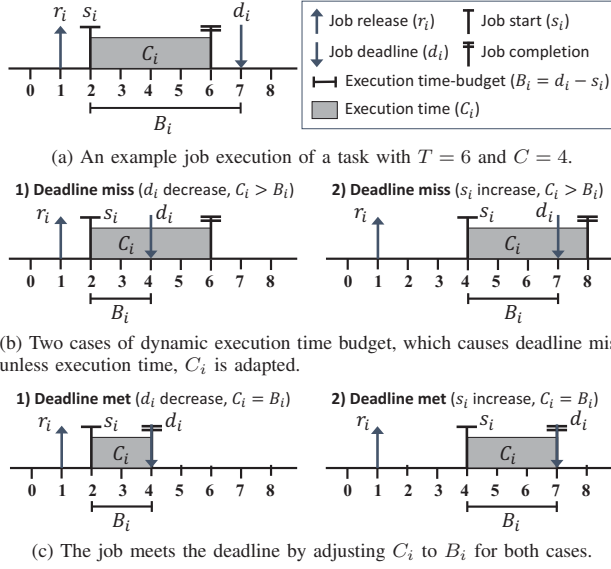 r_i s_i d_i
C_i
0 1 2 3 4 5 6 7 8
B_i
Job release (r_i) Job start (s_i)
Job deadline (d_i) Job completion
Execution time-budget (B_i = d_i − s_i)
Execution time (C_i)
(a) An example job execution of a task with T = 6 and C = 4.
1) Deadline miss (d_i decrease, C_i > B_i)
r_i s_i d_i
C_i
0 1 2 3 4 5 6 7 8
B_i
2) Deadline miss (s_i increase, C_i > B_i)
r_i s_i d_i
C_i
0 1 2 3 4 5 6 7 8
B_i
(b) Two cases of dynamic execution time budget, which causes deadline mis
unless execution time, C_i is adapted.
1) Deadline met (d_i decrease, C_i = B_i)
r_i s_i d_i
C_i
0 1 2 3 4 5 6 7 8
B_i
2) Deadline met (s_i increase, C_i = B_i)
r_i s_i d_i
C_i
0 1 2 3 4 5 6 7 8
B_i
(c) The job meets the deadline by adjusting C_i to B_i for both cases.